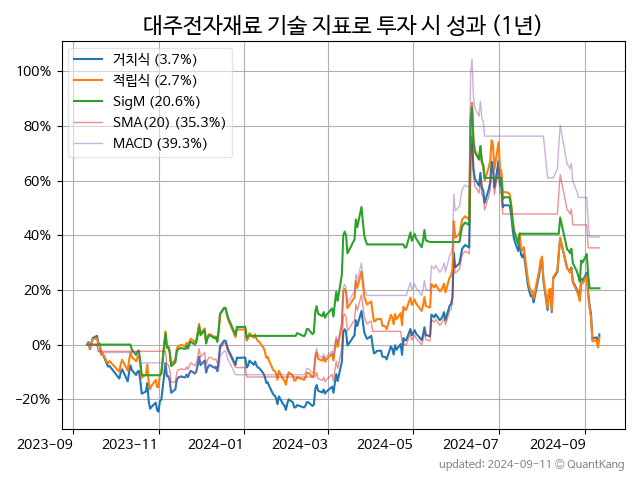 대주전자재료 기술 지표로 투자 시 성과 (1년)
거치식 (3.7%)
적립식 (2.7%)
SigM (20.6%)
SMA(20) (35.3%)
MACD (39.3%)
100%
80%
60%
40%
20%
0%
−20%
2023-09 2023-11 2024-01 2024-03 2024-05 2024-07 2024-09
updated: 2024-09-11 © QuantKang